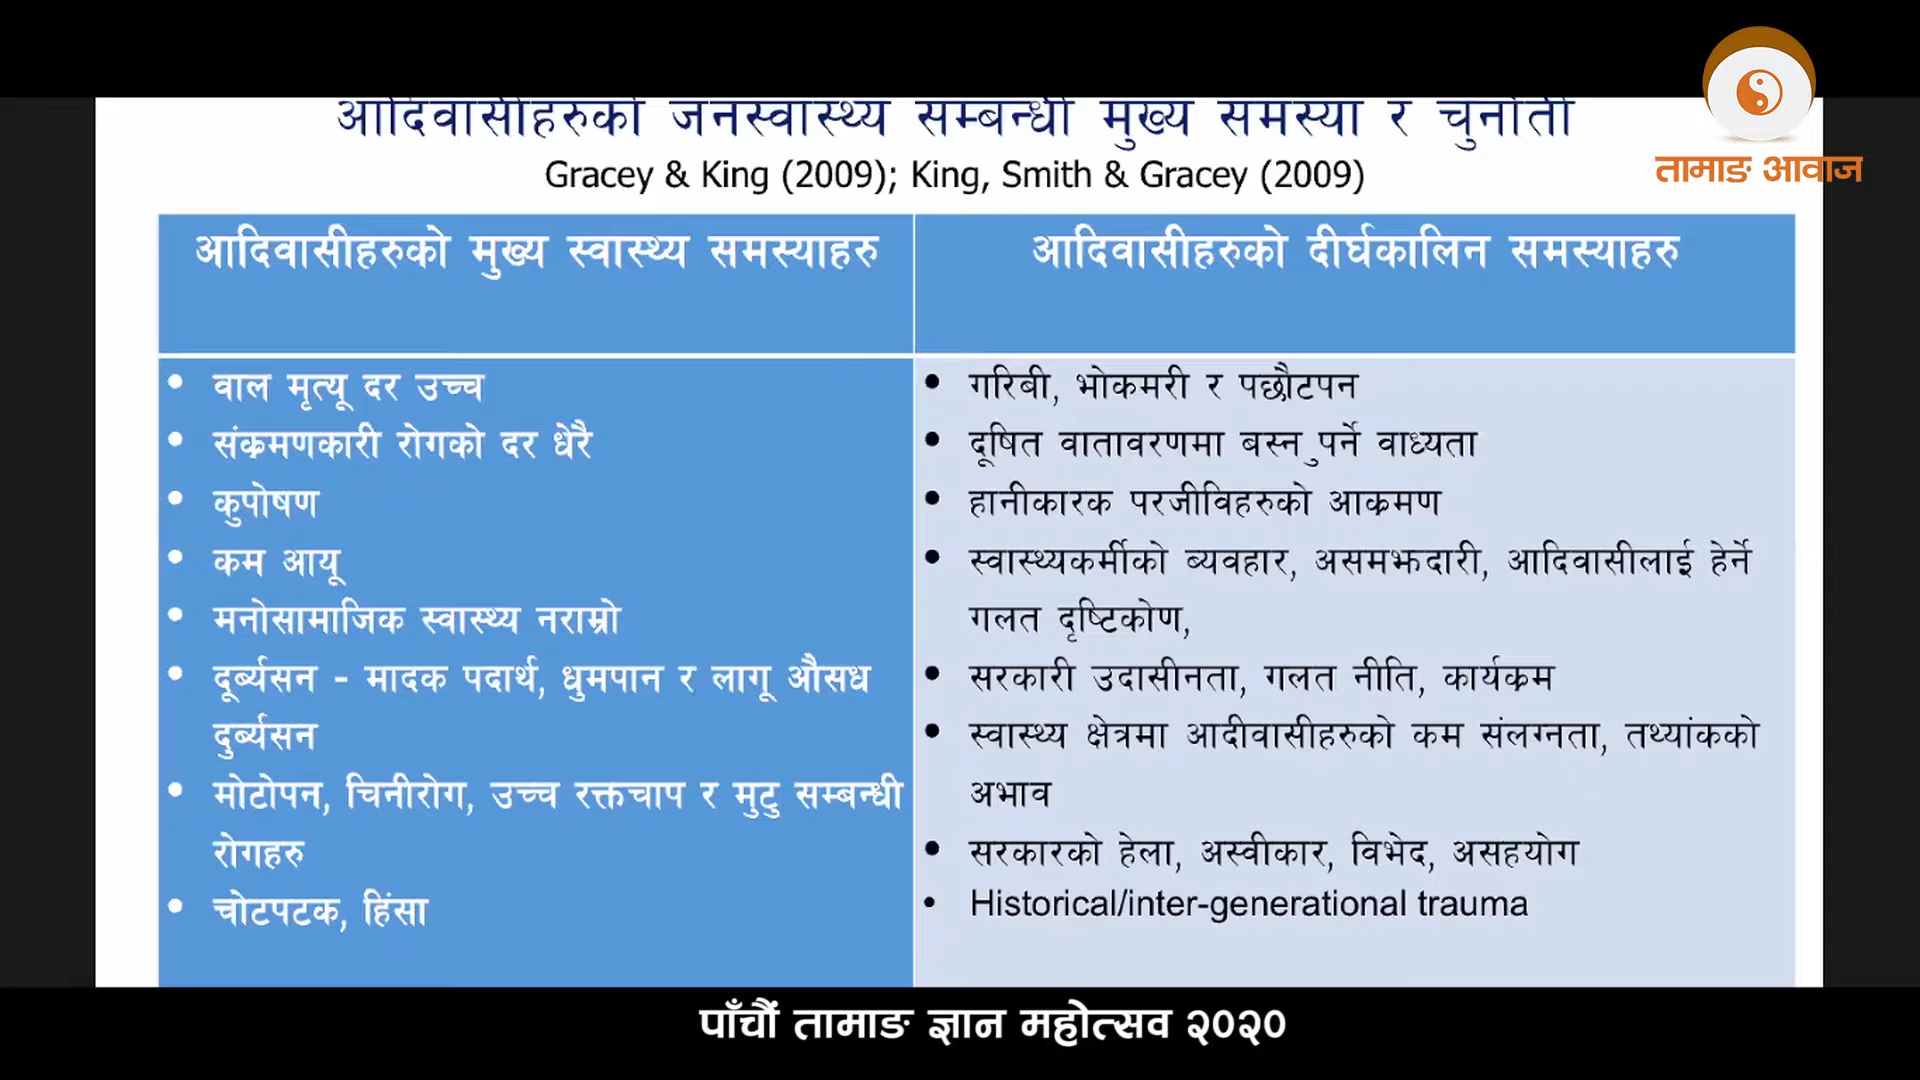 आदिवासीहरुको जनस्वास्थ्य सम्बन्धी मुख्य समस्या र चुनौती
Gracey & King (2009); King, Smith & Gracey (2009)
तामाङ आवाज
आदिवासीहरुको मुख्य स्वास्थ्य समस्याहरु
• वाल मृत्यू दर उच्च
• संक्रमणकारी रोगको दर धेरै
• कुपोषण
• कम आयू
• मनोसामाजिक स्वास्थ्य नराम्रो
• दूर्ब्यसन - मादक पदार्थ, धुमपान र लागू औसध
दुर्ब्यसन
• मोटोपन, चिनीरोग, उच्च रक्तचाप र मुटु सम्बन्धी
रोगहरु
• चोटपटक, हिंसा
आदिवासीहरुको दीर्घकालिन समस्याहरु
• गरिबी, भोकमरी र पछौटपन
• दूषित वातावरणमा बस्नु पर्ने वाध्यता
• हानीकारक परजीविहरुको आक्रमण
• स्वास्थ्यकर्मीको ब्यवहार, असमझदारी, आदिवासीलाई हेर्ने
गलत दृष्टिकोण,
• सरकारी उदासीनता, गलत नीति, कार्यक्रम
• स्वास्थ्य क्षेत्रमा आदीवासीहरुको कम संलग्नता, तथ्यांकको
अभाव
• सरकारको हेला, अस्वीकार, विभेद, असहयोग
• Historical/inter-generational trauma
पाँचौं तामाङ ज्ञान महोत्सव २०२०